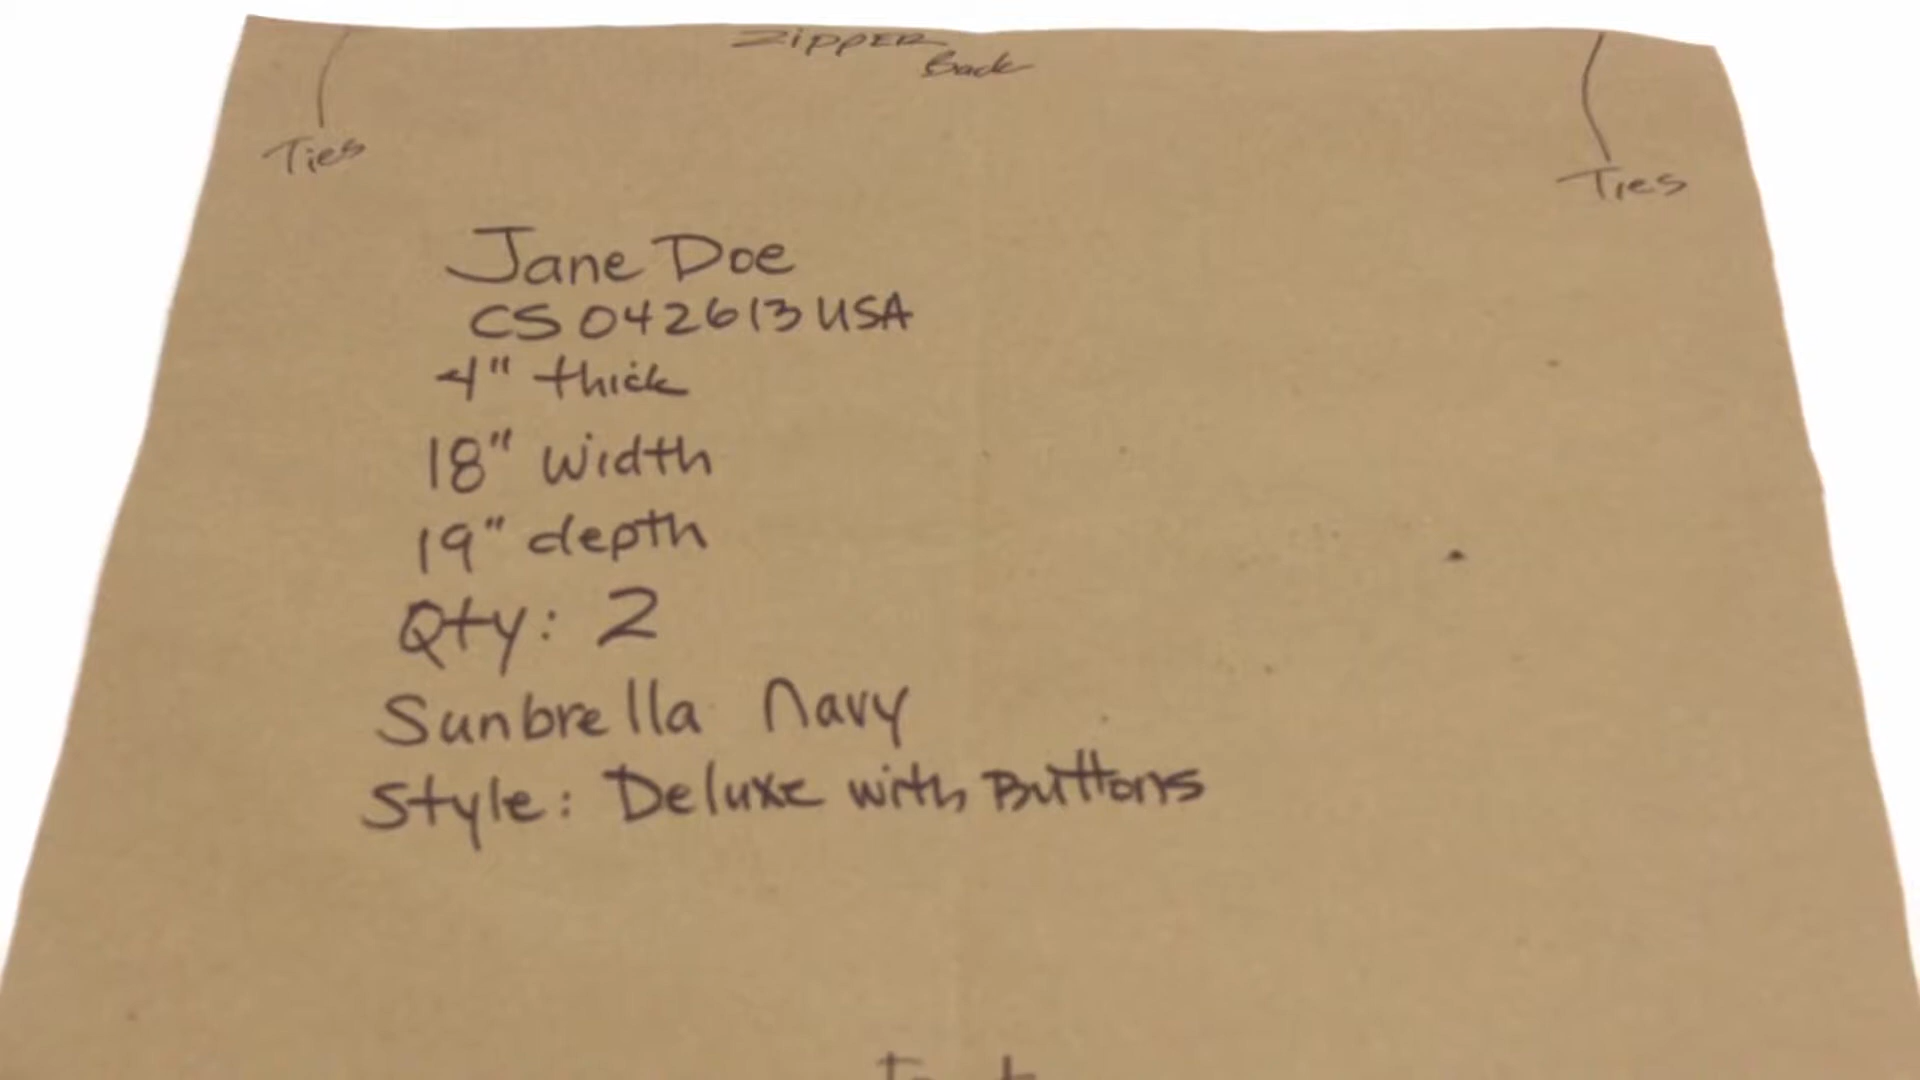 ZIPPER
Back
Ties
Ties
Jane Doe
CS 042613 USA
4" thick
18" width
19" depth
Qty: 2
Sunbrella Navy
Style: Deluxe with Buttons